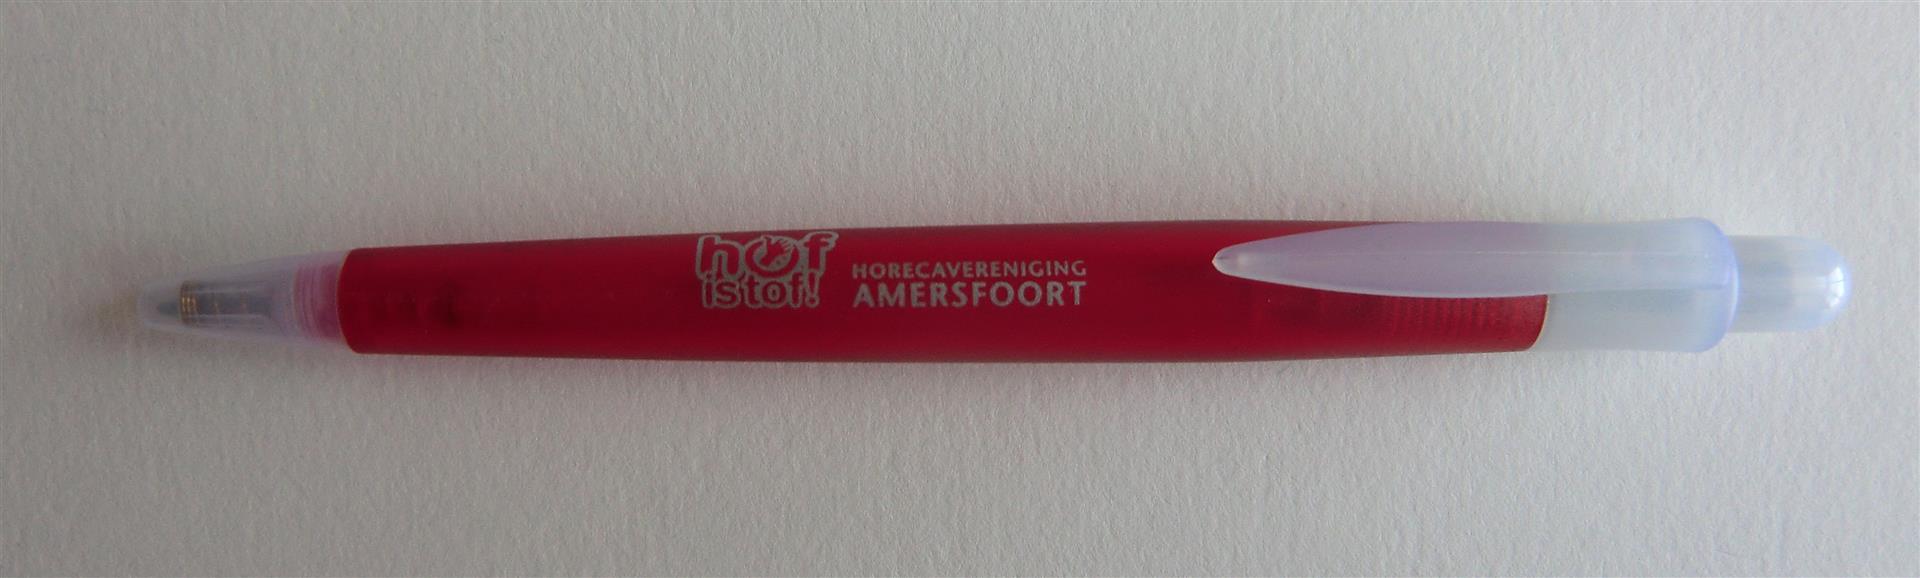 hof
is tof!
HORECAVERENIGING
AMERSFOORT